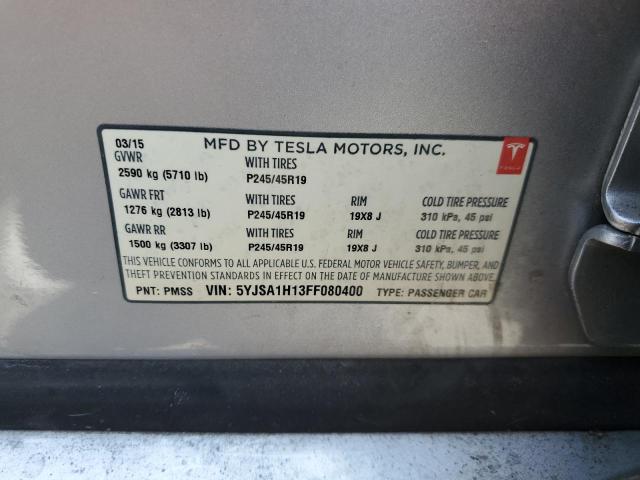 03/15 MFD BY TESLA MOTORS, INC.
GVWR WITH TIRES
2590 kg (5710 lb) P245/45R19
GAWR FRT WITH TIRES RIM COLD TIRE PRESSURE
1276 kg (2813 lb) P245/45R19 19X8 J 310 kPa, 45 psi
GAWR RR WITH TIRES RIM COLD TIRE PRESSURE
1500 kg (3307 lb) P245/45R19 19X8 J 310 kPa, 45 psi
THIS VEHICLE CONFORMS TO ALL APPLICABLE U.S. FEDERAL MOTOR VEHICLE SAFETY, BUMPER, AND
THEFT PREVENTION STANDARDS IN EFFECT ON THE DATE OF MANUFACTURE SHOWN ABOVE.
PNT: PMSS VIN: 5YJSA1H13FF080400 TYPE: PASSENGER CAR
TESLA